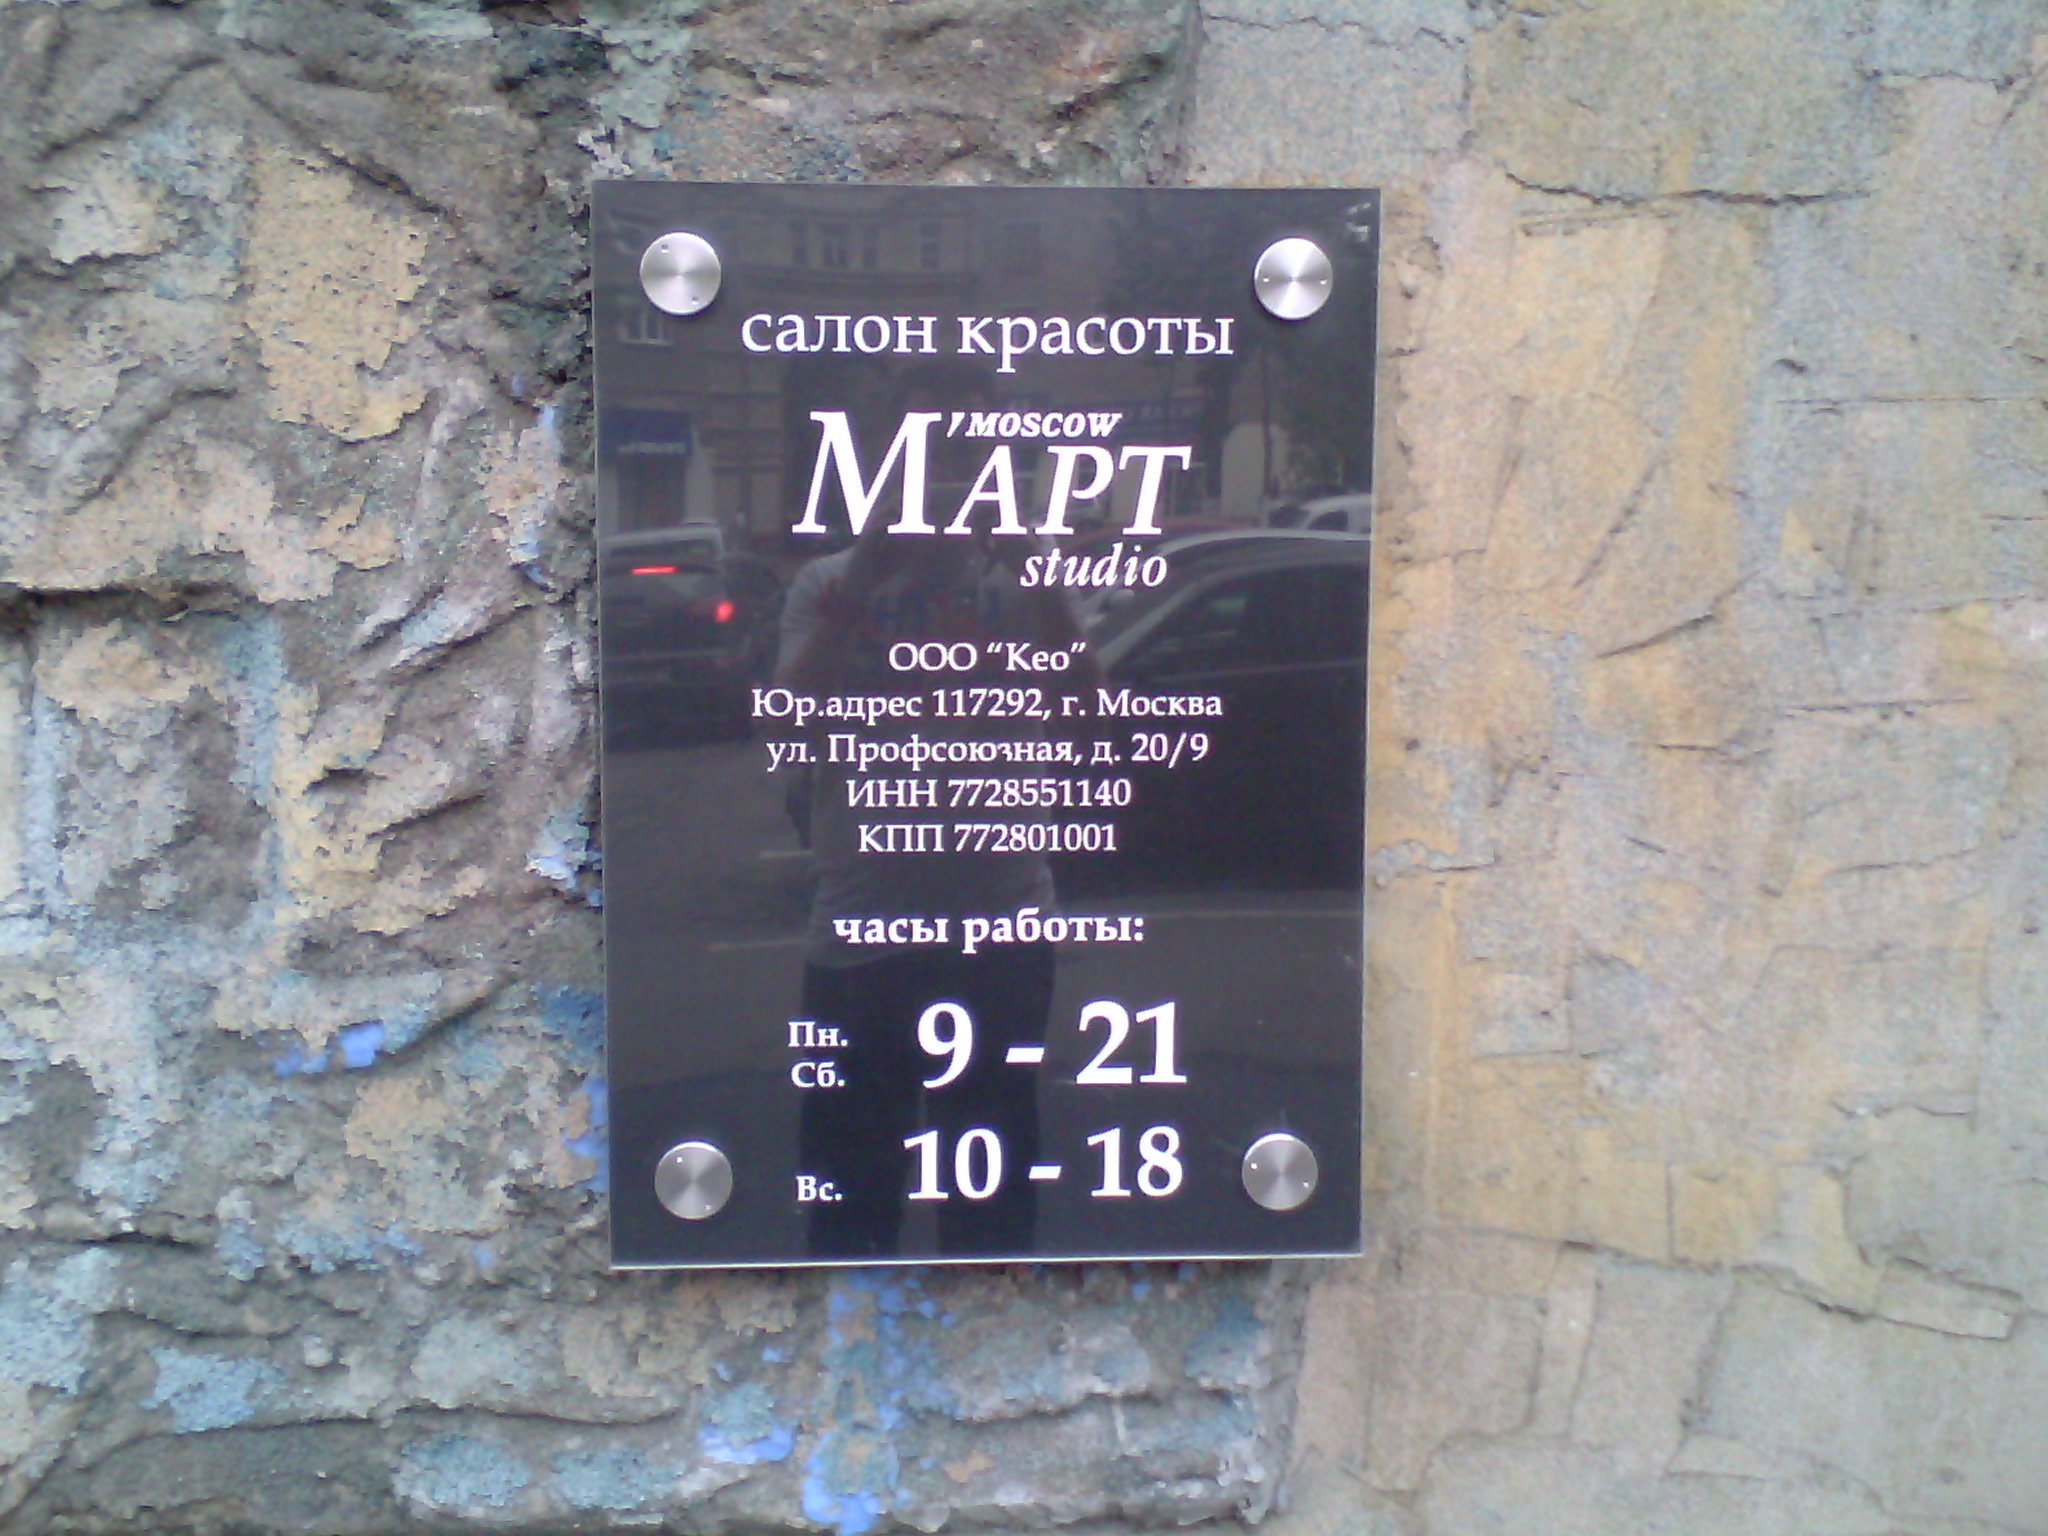 салон красоты
'MOSCOW
МАРТ
studio
ООО “Кео”
Юр.адрес 117292, г. Москва
ул. Профсоюзная, д. 20/9
ИНН 7728551140
КПП 772801001
часы работы:
Пн.
Сб.
9 - 21
Вс. 10 - 18